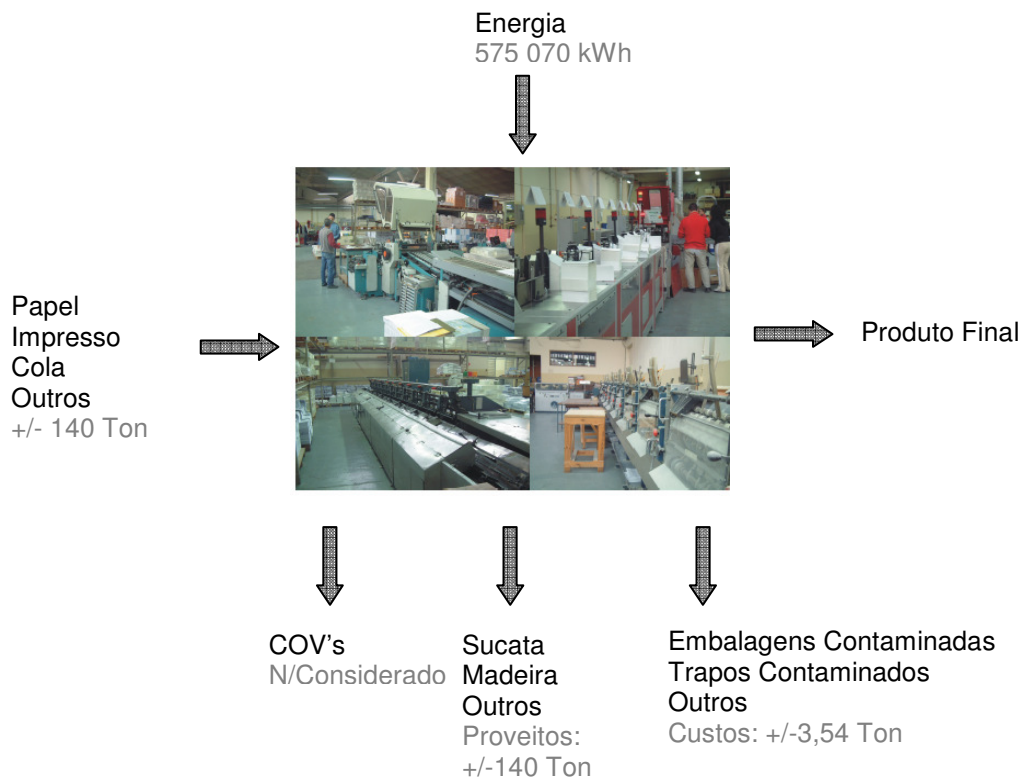 Energia
575 070 kWh
Papel
Impresso
Cola
Outros
+/- 140 Ton
Produto Final
COV's
N/Considerado
Sucata
Madeira
Outros
Proveitos:
+/-140 Ton
Embalagens Contaminadas
Trapos Contaminados
Outros
Custos: +/-3,54 Ton